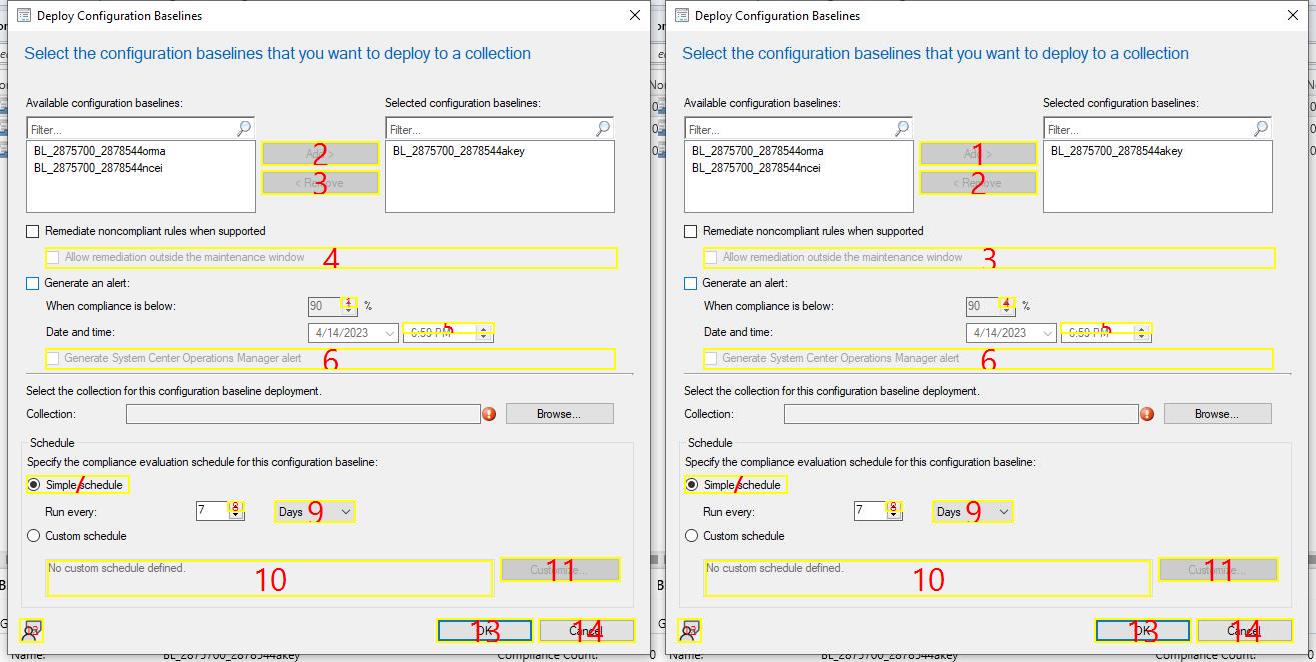 Deploy Configuration Baselines
Select the configuration baselines that you want to deploy to a collection
Available configuration baselines:
Selected configuration baselines:
Filter...
Filter...
BL_2875700_2878544oma
BL_2875700_2878544ncei
Add >
2
< Remove
3
BL_2875700_2878544akey
Remediate noncompliant rules when supported
Allow remediation outside the maintenance window
4
Generate an alert:
When compliance is below:
90
%
Date and time:
4/14/2023
6:59 PM
5
Generate System Center Operations Manager alert
6
Select the collection for this configuration baseline deployment.
Collection:
Browse...
Schedule
Specify the compliance evaluation schedule for this configuration baseline:
Simple schedule
7
Run every:
7
8
Days
9
Custom schedule
No custom schedule defined.
10
Customize...
11
OK
13
Cancel
14
Name:
BL_2875700_2878544akey
Compliance Count:
0
Deploy Configuration Baselines
Select the configuration baselines that you want to deploy to a collection
Available configuration baselines:
Selected configuration baselines:
Filter...
Filter...
BL_2875700_2878544oma
BL_2875700_2878544ncei
Add >
1
< Remove
2
BL_2875700_2878544akey
Remediate noncompliant rules when supported
Allow remediation outside the maintenance window
3
Generate an alert:
When compliance is below:
90
4
%
Date and time:
4/14/2023
6:59 PM
5
Generate System Center Operations Manager alert
6
Select the collection for this configuration baseline deployment.
Collection:
Browse...
Schedule
Specify the compliance evaluation schedule for this configuration baseline:
Simple schedule
7
Run every:
7
8
Days
9
Custom schedule
No custom schedule defined.
10
Customize...
11
OK
13
Cancel
14
Name:
BL_2875700_2878544akey
Compliance Count:
0